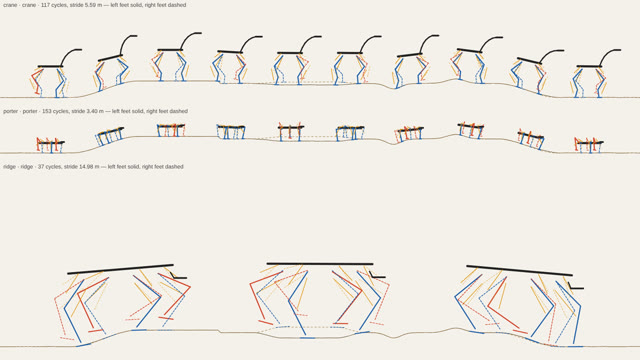 crane · crane · 117 cycles, stride 5.59 m — left feet solid, right feet dashed
porter · porter · 153 cycles, stride 3.40 m — left feet solid, right feet dashed
ridge · ridge · 37 cycles, stride 14.98 m — left feet solid, right feet dashed